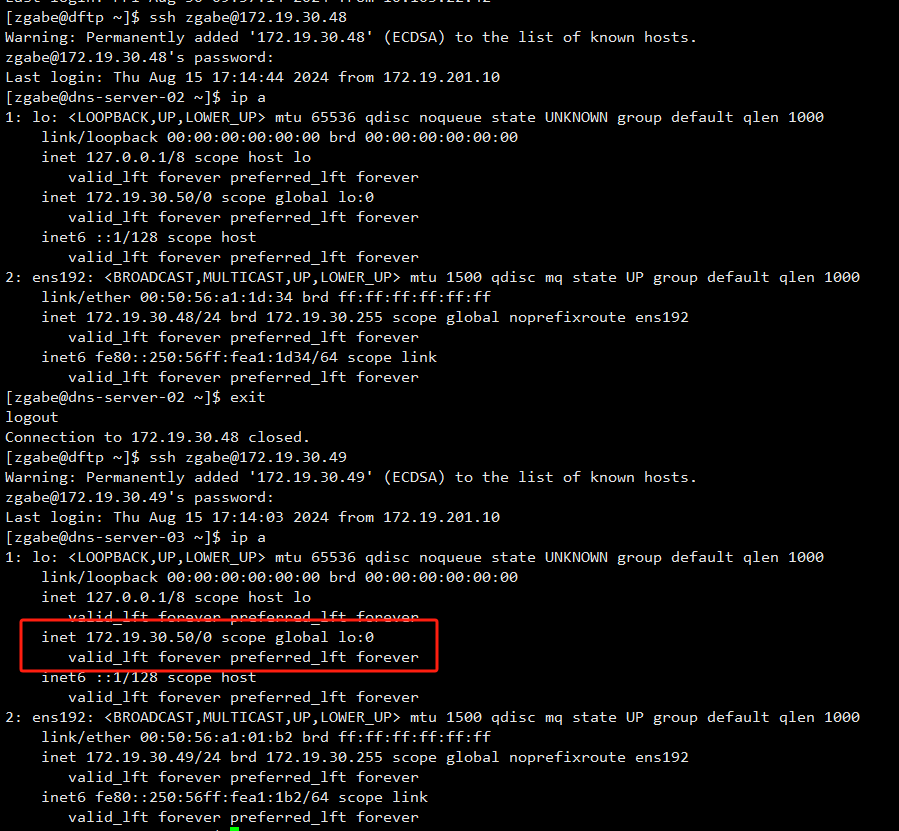 [zgabe@dftp ~]$ ssh zgabe@172.19.30.48
Warning: Permanently added '172.19.30.48' (ECDSA) to the list of known hosts.
zgabe@172.19.30.48's password:
Last login: Thu Aug 15 17:14:44 2024 from 172.19.201.10
[zgabe@dns-server-02 ~]$ ip a
1: lo: <LOOPBACK,UP,LOWER_UP> mtu 65536 qdisc noqueue state UNKNOWN group default qlen 1000
    link/loopback 00:00:00:00:00:00 brd 00:00:00:00:00:00
    inet 127.0.0.1/8 scope host lo
       valid_lft forever preferred_lft forever
    inet 172.19.30.50/0 scope global lo:0
       valid_lft forever preferred_lft forever
    inet6 ::1/128 scope host
       valid_lft forever preferred_lft forever
2: ens192: <BROADCAST,MULTICAST,UP,LOWER_UP> mtu 1500 qdisc mq state UP group default qlen 1000
    link/ether 00:50:56:a1:1d:34 brd ff:ff:ff:ff:ff:ff
    inet 172.19.30.48/24 brd 172.19.30.255 scope global noprefixroute ens192
       valid_lft forever preferred_lft forever
    inet6 fe80::250:56ff:fea1:1d34/64 scope link
       valid_lft forever preferred_lft forever
[zgabe@dns-server-02 ~]$ exit
logout
Connection to 172.19.30.48 closed.
[zgabe@dftp ~]$ ssh zgabe@172.19.30.49
Warning: Permanently added '172.19.30.49' (ECDSA) to the list of known hosts.
zgabe@172.19.30.49's password:
Last login: Thu Aug 15 17:14:03 2024 from 172.19.201.10
[zgabe@dns-server-03 ~]$ ip a
1: lo: <LOOPBACK,UP,LOWER_UP> mtu 65536 qdisc noqueue state UNKNOWN group default qlen 1000
    link/loopback 00:00:00:00:00:00 brd 00:00:00:00:00:00
    inet 127.0.0.1/8 scope host lo
       valid_lft forever preferred_lft forever
    inet 172.19.30.50/0 scope global lo:0
       valid_lft forever preferred_lft forever
    inet6 ::1/128 scope host
       valid_lft forever preferred_lft forever
2: ens192: <BROADCAST,MULTICAST,UP,LOWER_UP> mtu 1500 qdisc mq state UP group default qlen 1000
    link/ether 00:50:56:a1:01:b2 brd ff:ff:ff:ff:ff:ff
    inet 172.19.30.49/24 brd 172.19.30.255 scope global noprefixroute ens192
       valid_lft forever preferred_lft forever
    inet6 fe80::250:56ff:fea1:1b2/64 scope link
       valid_lft forever preferred_lft forever